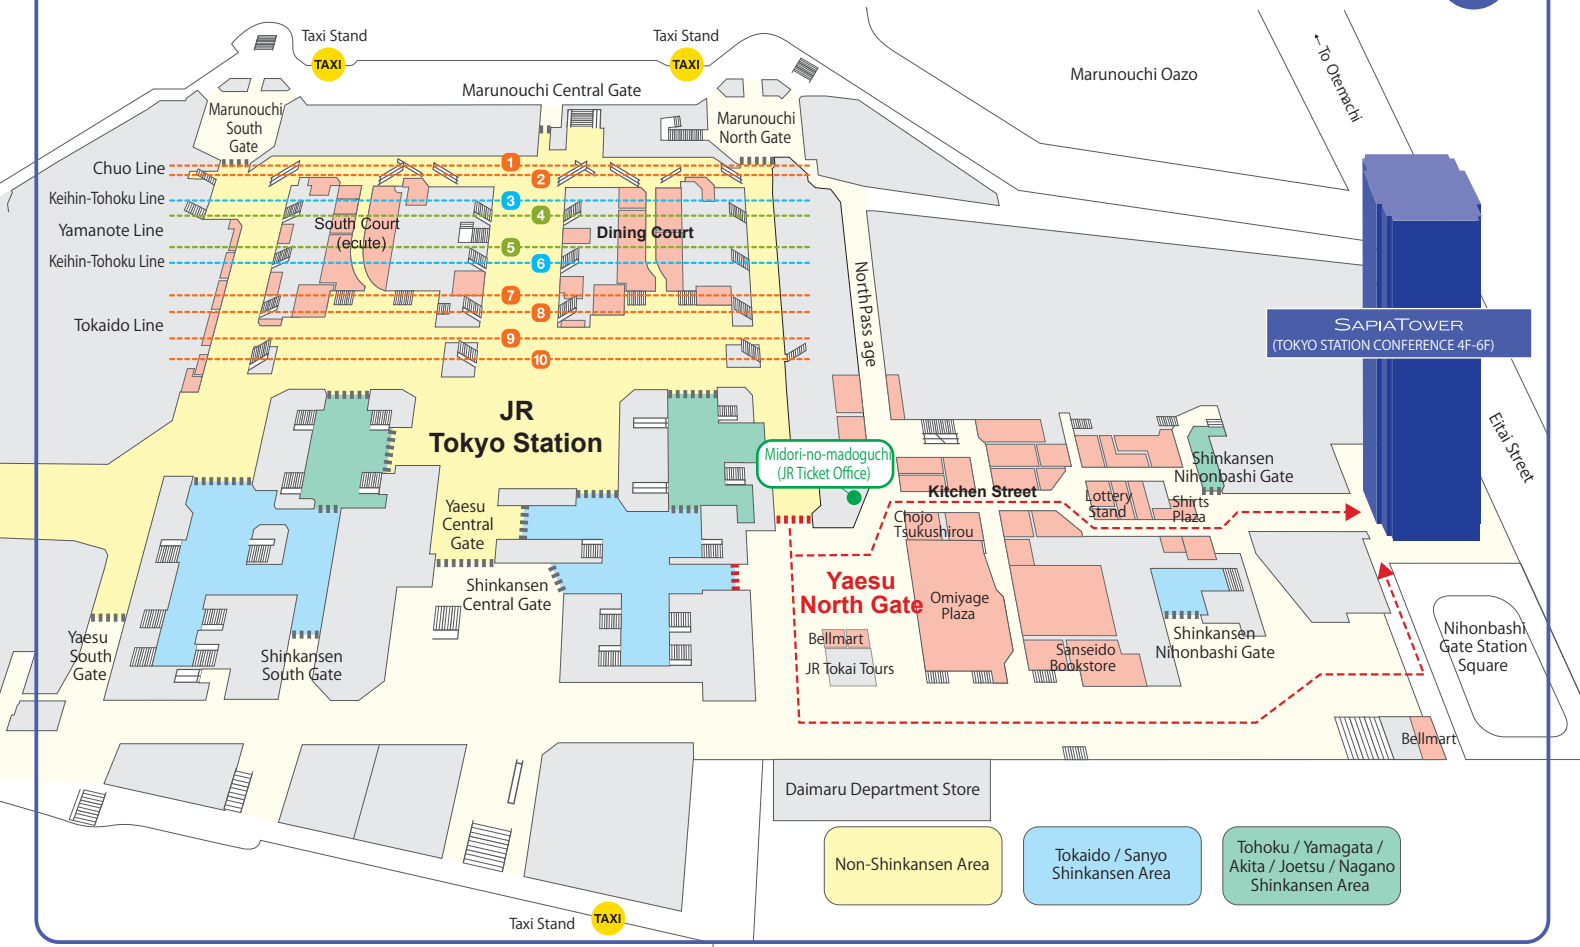 Taxi Stand
TAXI
Taxi Stand
TAXI
Marunouchi Oazo
← To Otemachi
Marunouchi Central Gate
Marunouchi
South
Gate
Marunouchi
North Gate
Chuo Line
Keihin-Tohoku Line
Yamanote Line
Keihin-Tohoku Line
Tokaido Line
1
2
3
4
5
6
7
8
9
10
South Court
(ecute)
Dining Court
North Pass age
SAPIATOWER
(TOKYO STATION CONFERENCE 4F-6F)
Eitai Street
JR
Tokyo Station
Midori-no-madoguchi
(JR Ticket Office)
Kitchen Street
Shinkansen
Nihonbashi Gate
Lottery
Stand
Shirts
Plaza
Chojo
Tsukushirou
Yaesu
Central
Gate
Shinkansen
Central Gate
Yaesu
North Gate
Omiyage
Plaza
Bellmart
JR Tokai Tours
Sanseido
Bookstore
Shinkansen
Nihonbashi Gate
Nihonbashi
Gate Station
Square
Yaesu
South
Gate
Shinkansen
South Gate
Bellmart
Daimaru Department Store
Non-Shinkansen Area
Tokaido / Sanyo
Shinkansen Area
Tohoku / Yamagata /
Akita / Joetsu / Nagano
Shinkansen Area
Taxi Stand
TAXI